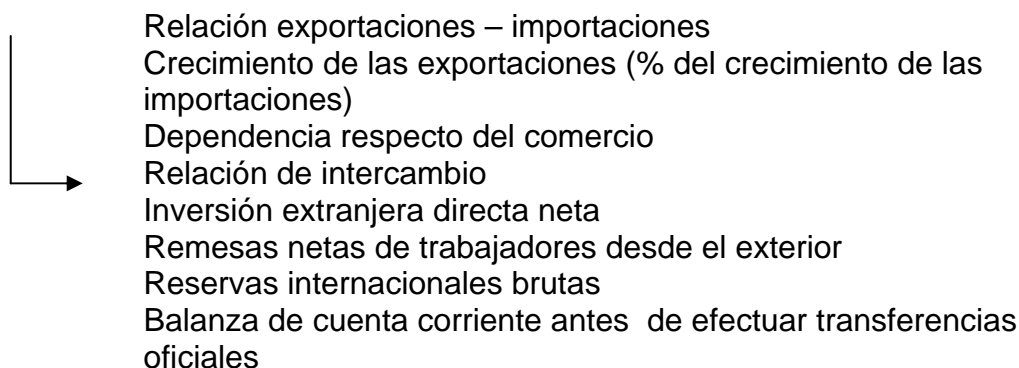 Relación exportaciones – importaciones
Crecimiento de las exportaciones (% del crecimiento de las
importaciones)
Dependencia respecto del comercio
Relación de intercambio
Inversión extranjera directa neta
Remesas netas de trabajadores desde el exterior
Reservas internacionales brutas
Balanza de cuenta corriente antes  de efectuar transferencias
oficiales